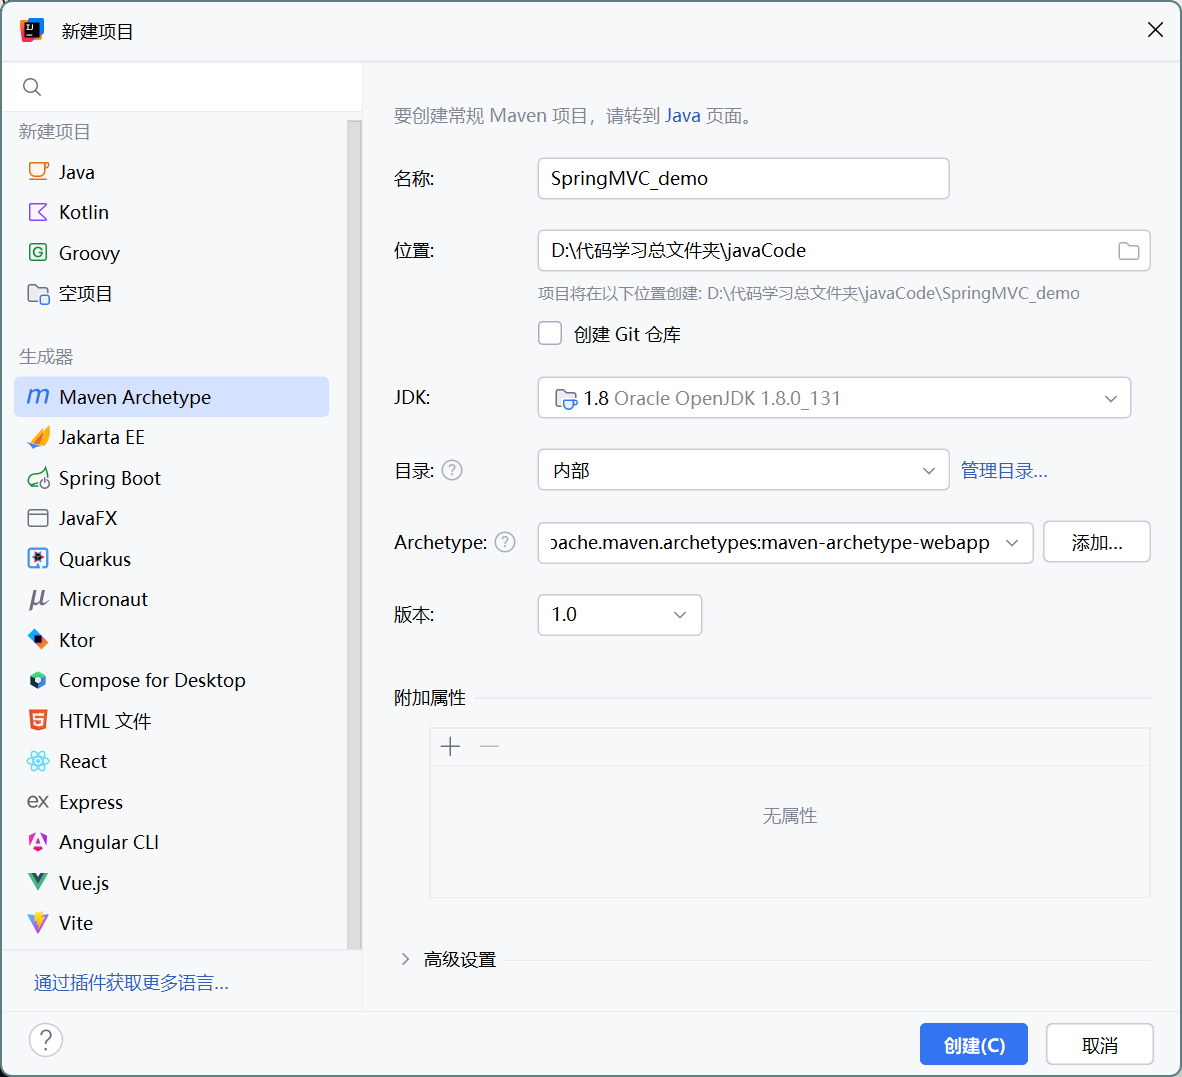 新建项目
新建项目
Java
Kotlin
Groovy
空项目
生成器
Maven Archetype
Jakarta EE
Spring Boot
JavaFX
Quarkus
Micronaut
Ktor
Compose for Desktop
HTML 文件
React
ex Express
Angular CLI
Vue.js
Vite
通过插件获取更多语言...
要创建常规 Maven 项目，请转到 Java 页面。
名称: SpringMVC_demo
位置: D:\代码学习总文件夹\javaCode
项目将在以下位置创建: D:\代码学习总文件夹\javaCode\SpringMVC_demo
创建 Git 仓库
JDK: 1.8 Oracle OpenJDK 1.8.0_131
目录: ? 内部 管理目录...
Archetype: ? pache.maven.archetypes:maven-archetype-webapp 添加...
版本: 1.0
附加属性
无属性
高级设置
? 创建(C) 取消